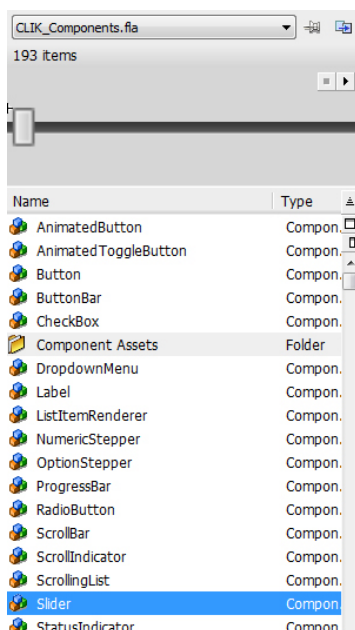 CLIK_Components.fla
193 items
Name Type
AnimatedButton Compon.
AnimatedToggleButton Compon.
Button Compon.
ButtonBar Compon.
CheckBox Compon.
Component Assets Folder
DropdownMenu Compon.
Label Compon.
ListItemRenderer Compon.
NumericStepper Compon.
OptionStepper Compon.
ProgressBar Compon.
RadioButton Compon.
ScrollBar Compon.
ScrollIndicator Compon.
ScrollingList Compon.
Slider Compon.
StatusIndicator Compon.